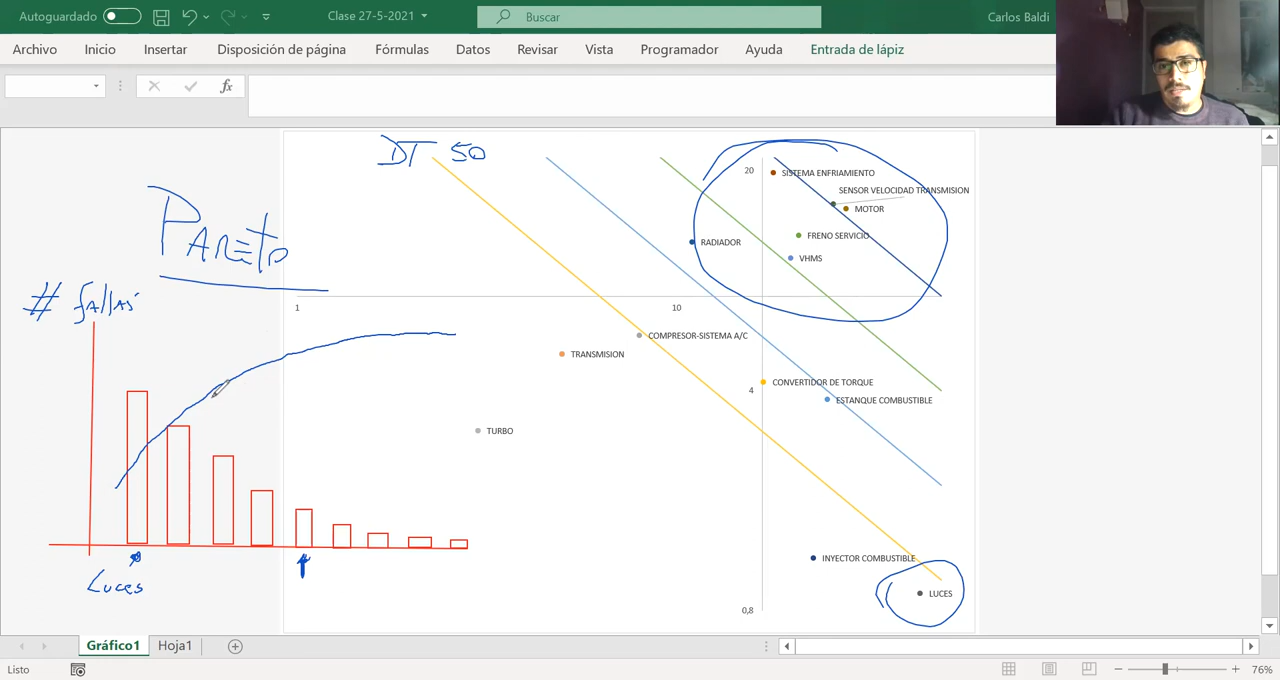 Autoguardado
Clase 27-5-2021
Buscar
Carlos Baldi
Archivo
Inicio
Insertar
Disposición de página
Fórmulas
Datos
Revisar
Vista
Programador
Ayuda
Entrada de lápiz
fx
DT 50
20
SISTEMA ENFRIAMIENTO
SENSOR VELOCIDAD TRANSMISION
MOTOR
FRENO SERVICIO
RADIADOR
VHMS
PARETO
# fallas
1
10
COMPRESOR-SISTEMA A/C
TRANSMISION
CONVERTIDOR DE TORQUE
4
ESTANQUE COMBUSTIBLE
TURBO
INYECTOR COMBUSTIBLE
LUCES
0,8
Luces
Gráfico1
Hoja1
Listo
76%